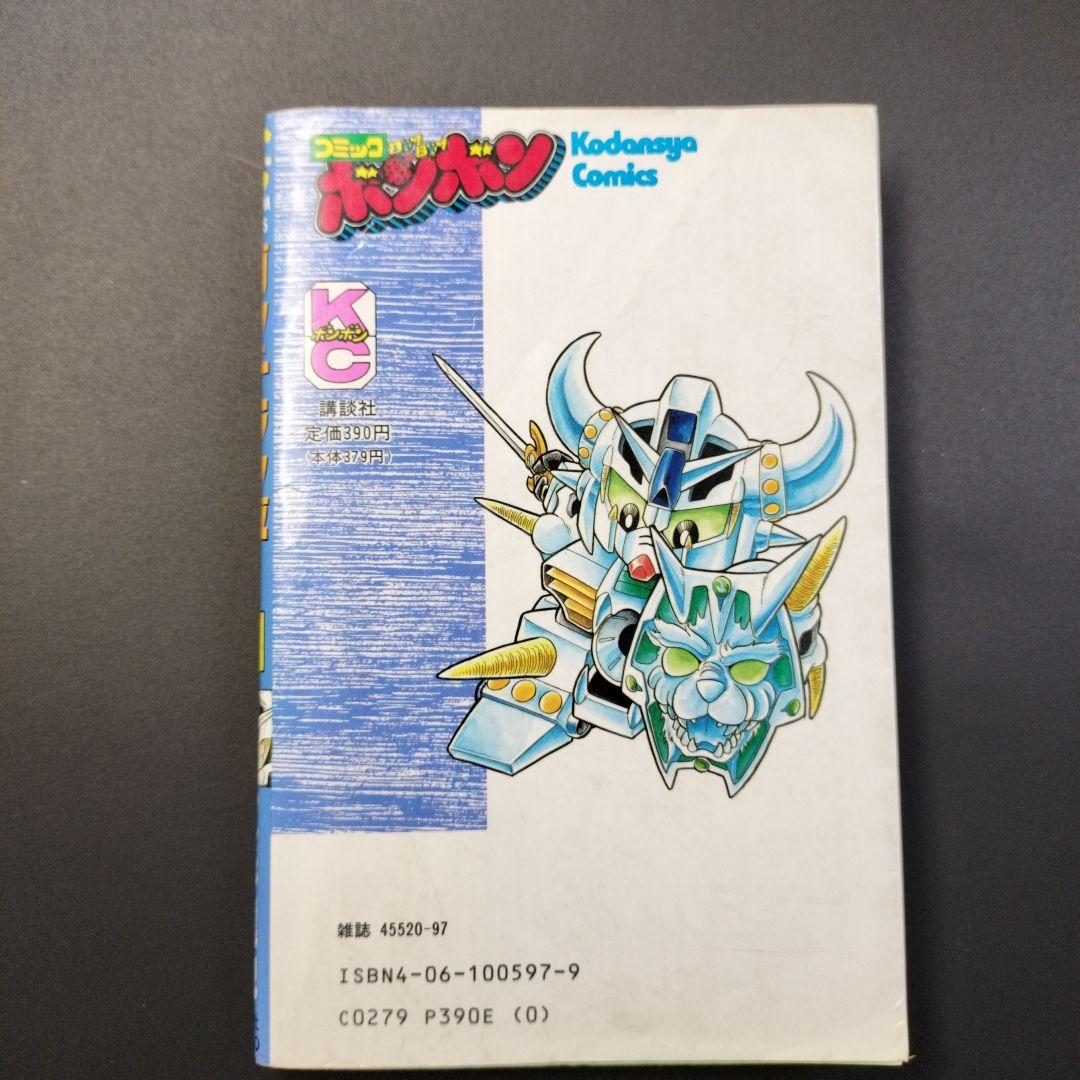 コミック
ボンボン
Kodansya
Comics
K
ボンボン
C
講談社
定価390円
(本体379円)
雑誌 45520-97
ISBN4-06-100597-9
C0279 P390E (0)